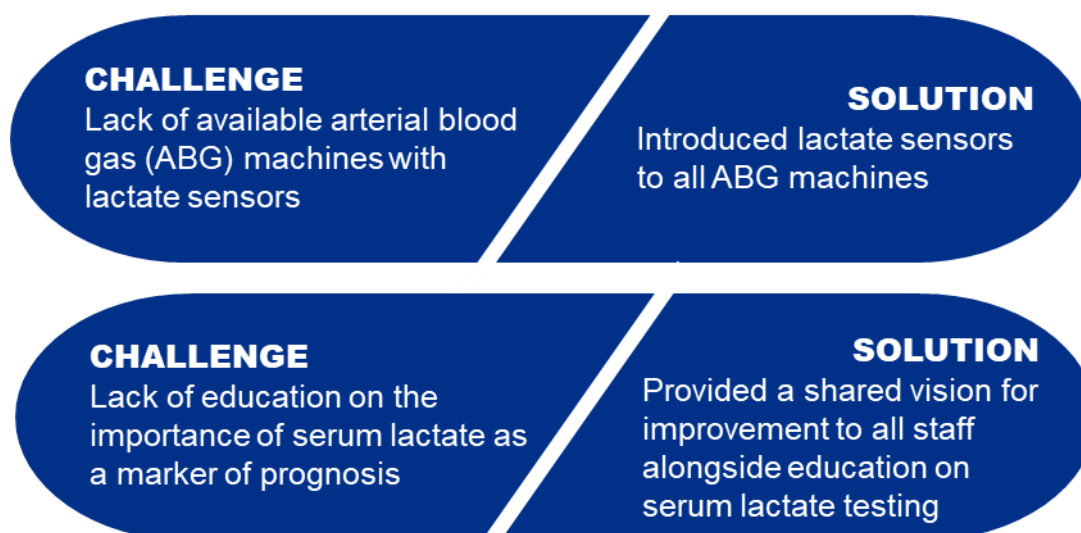 CHALLENGE
Lack of available arterial blood
gas (ABG) machines with
lactate sensors
SOLUTION
Introduced lactate sensors
to all ABG machines
CHALLENGE
Lack of education on the
importance of serum lactate as
a marker of prognosis
SOLUTION
Provided a shared vision for
improvement to all staff
alongside education on
serum lactate testing